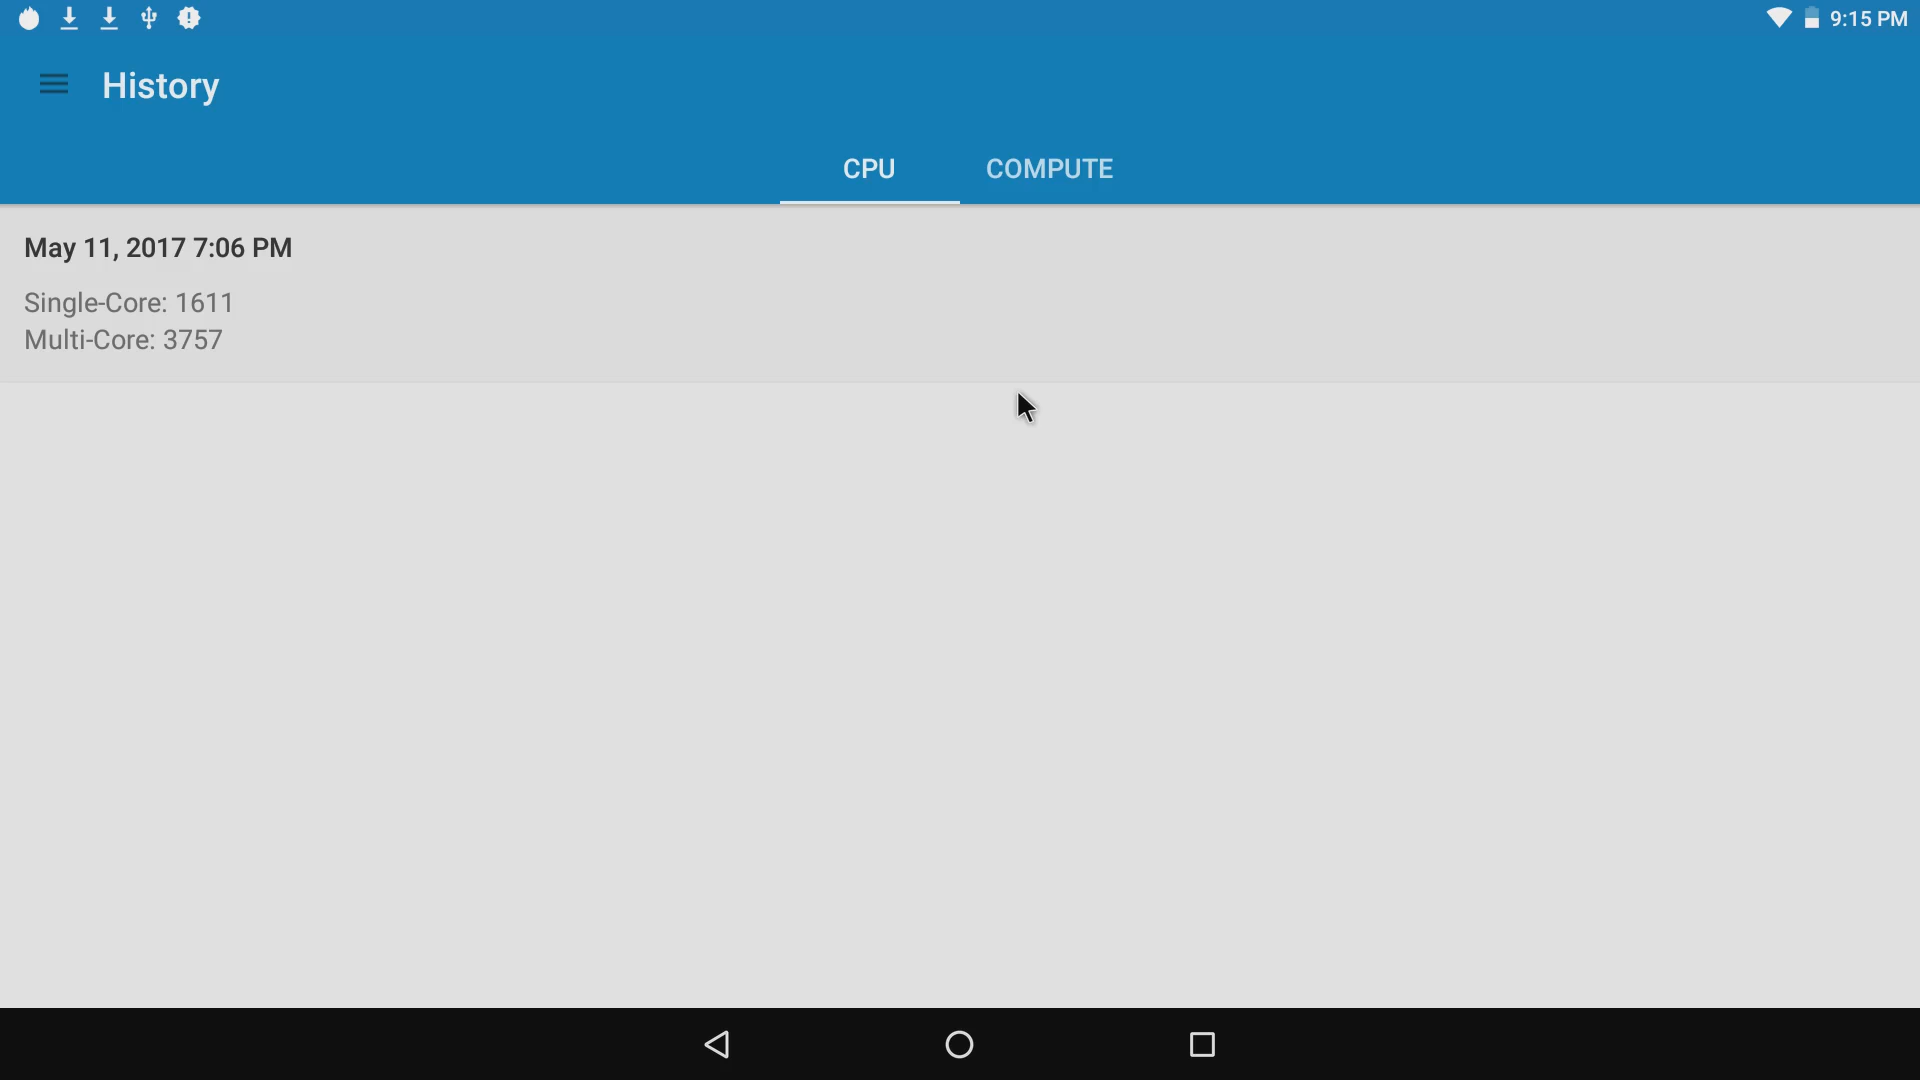 9:15 PM
History
CPU
COMPUTE
May 11, 2017 7:06 PM
Single-Core: 1611
Multi-Core: 3757